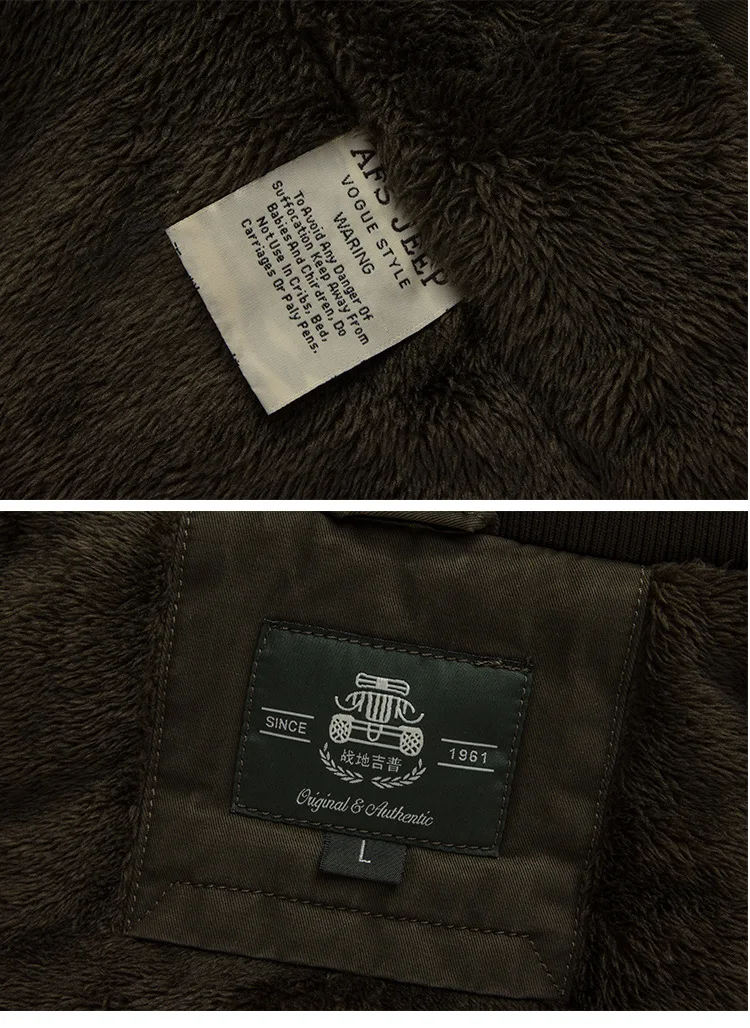 AFS JEEP
VOGUE STYLE
WARING
To Avoid Any Danger Of
Suffocation Keep Away From
Babies And Chirdren, Do
Not Use In Cribs, Bed,
Carriages Or Paly Pens.
SINCE
1961
战地吉普
Original & Authentic
L